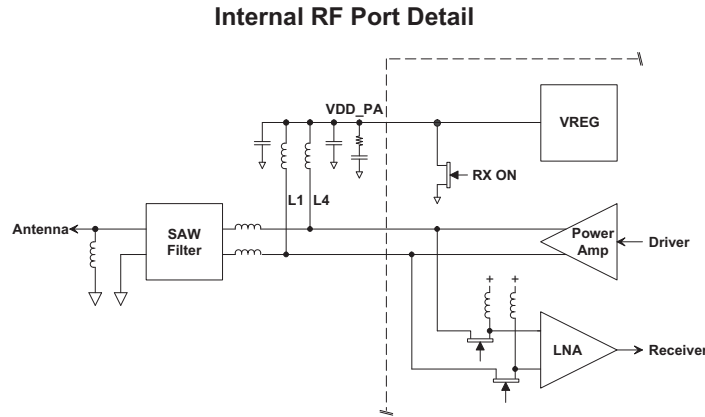 Internal RF Port Detail
VDD_PA
VREG
RX ON
L1 L4
Antenna
SAW
Filter
Power
Amp
Driver
+ +
LNA
Receiver